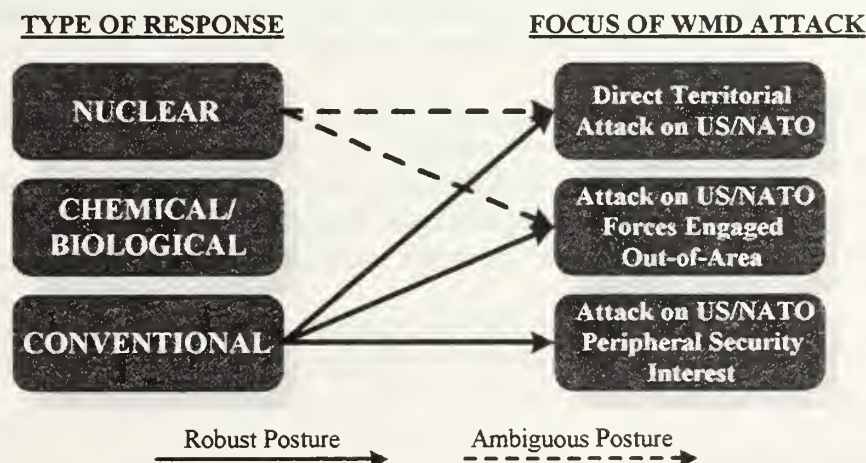 TYPE OF RESPONSE
FOCUS OF WMD ATTACK
NUCLEAR
CHEMICAL/
BIOLOGICAL
CONVENTIONAL
Direct Territorial
Attack on US/NATO
Attack on US/NATO
Forces Engaged
Out-of-Area
Attack on US/NATO
Peripheral Security
Interest
Robust Posture
Ambiguous Posture